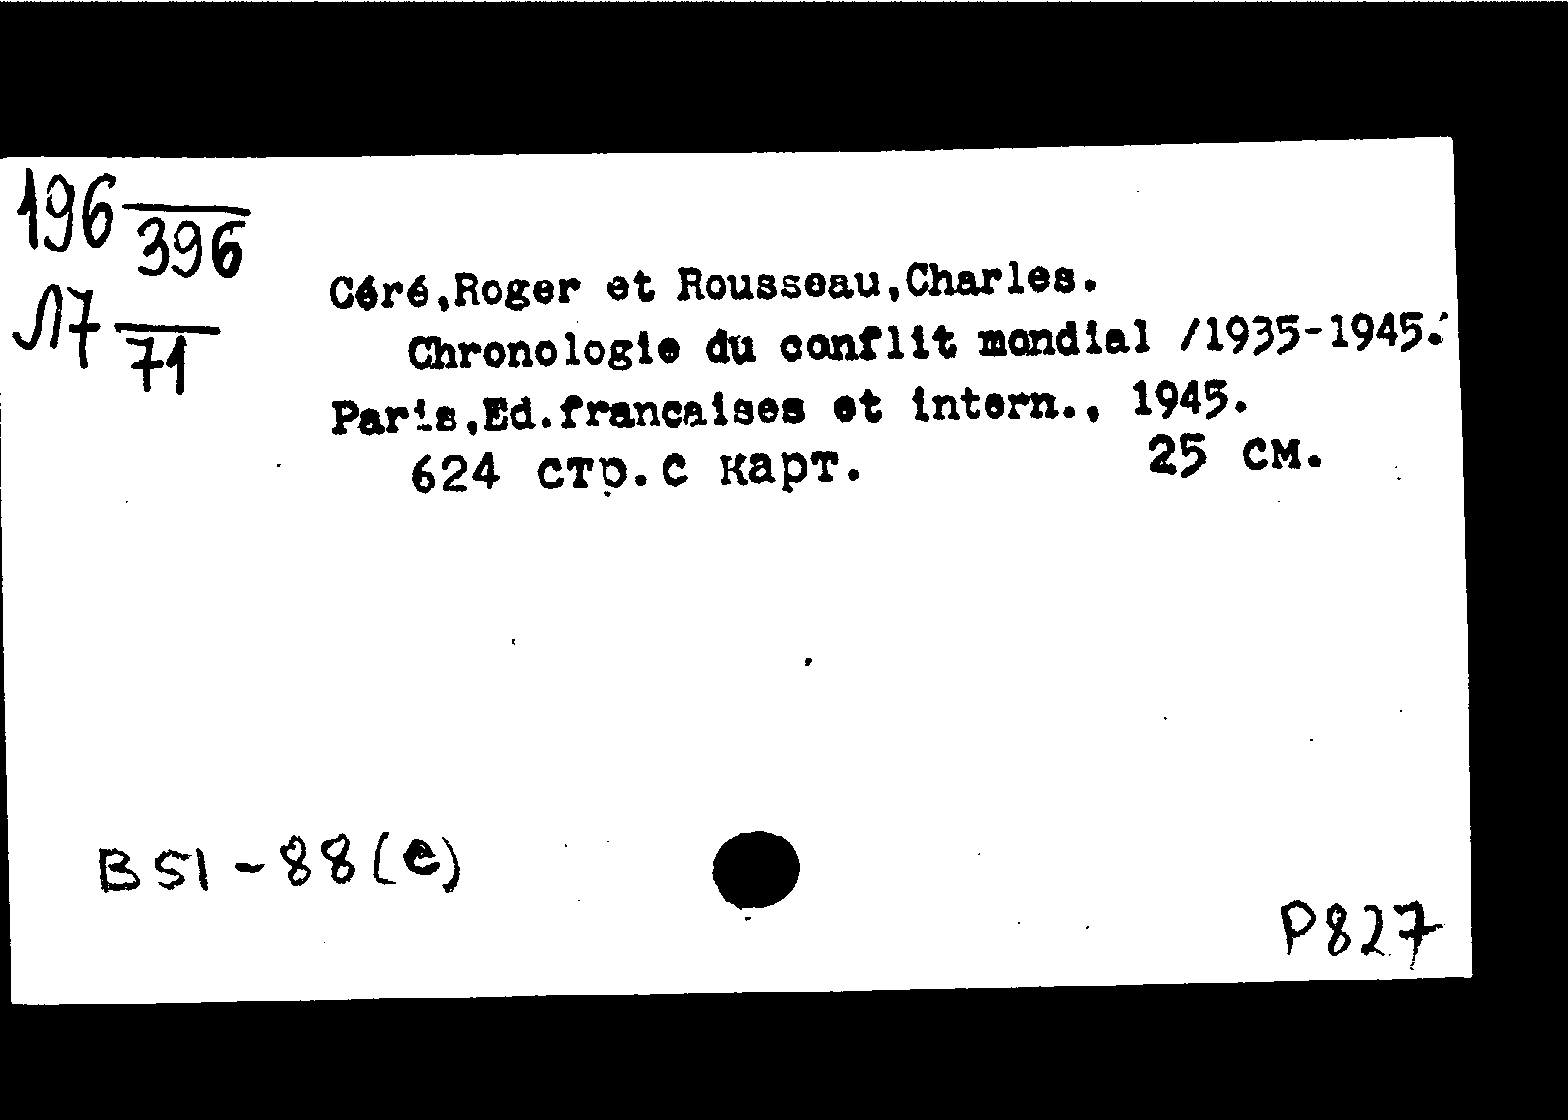 196/396
Л7/71
Céré,Roger et Rousseau,Charles.
Chronologie du conflit mondial /1935-1945.
Paris,Ed.francaises et intern., 1945.
624 стр.с карт. 25 см.
B51-88(e)
P827